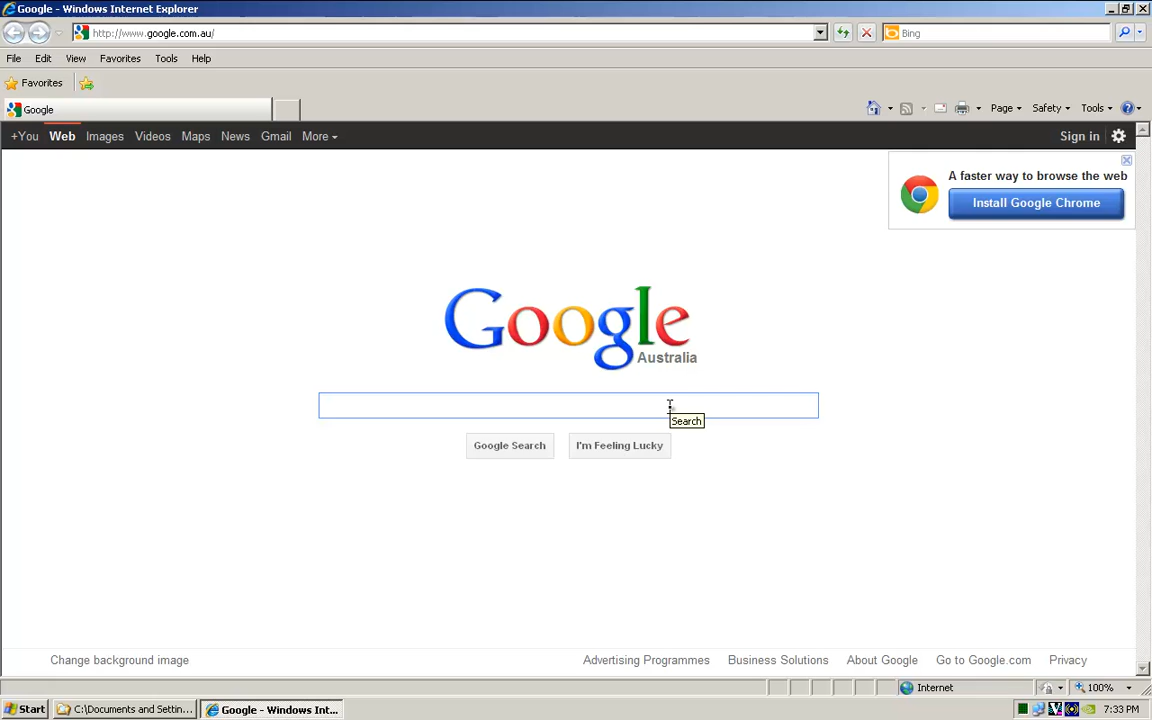 Google - Windows Internet Explorer
http://www.google.com.au/
Bing
File Edit View Favorites Tools Help
Favorites
Google
Page Safety Tools
+You Web Images Videos Maps News Gmail More Sign in
A faster way to browse the web
Install Google Chrome
Google
Australia
Search
Google Search I'm Feeling Lucky
Change background image Advertising Programmes Business Solutions About Google Go to Google.com Privacy
Internet 100%
Start C:\Documents and Settin... Google - Windows Int... 7:33 PM